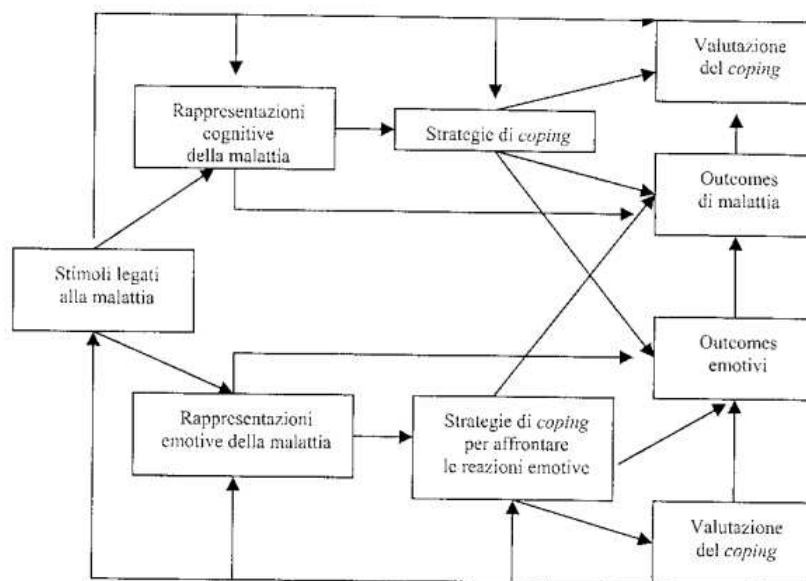 Valutazione
del coping
Rappresentazioni
cognitive
della malattia
Strategie di coping
Outcomes
di malattia
Stimoli legati
alla malattia
Outcomes
emotivi
Rappresentazioni
emotive della malattia
Strategie di coping
per affrontare
le reazioni emotive
Valutazione
del coping